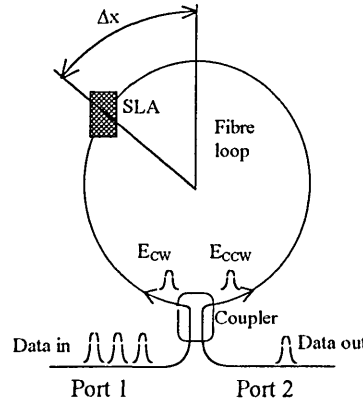 Δx
SLA
Fibre
loop
E_CW
E_CCW
Coupler
Data in
Data out
Port 1
Port 2